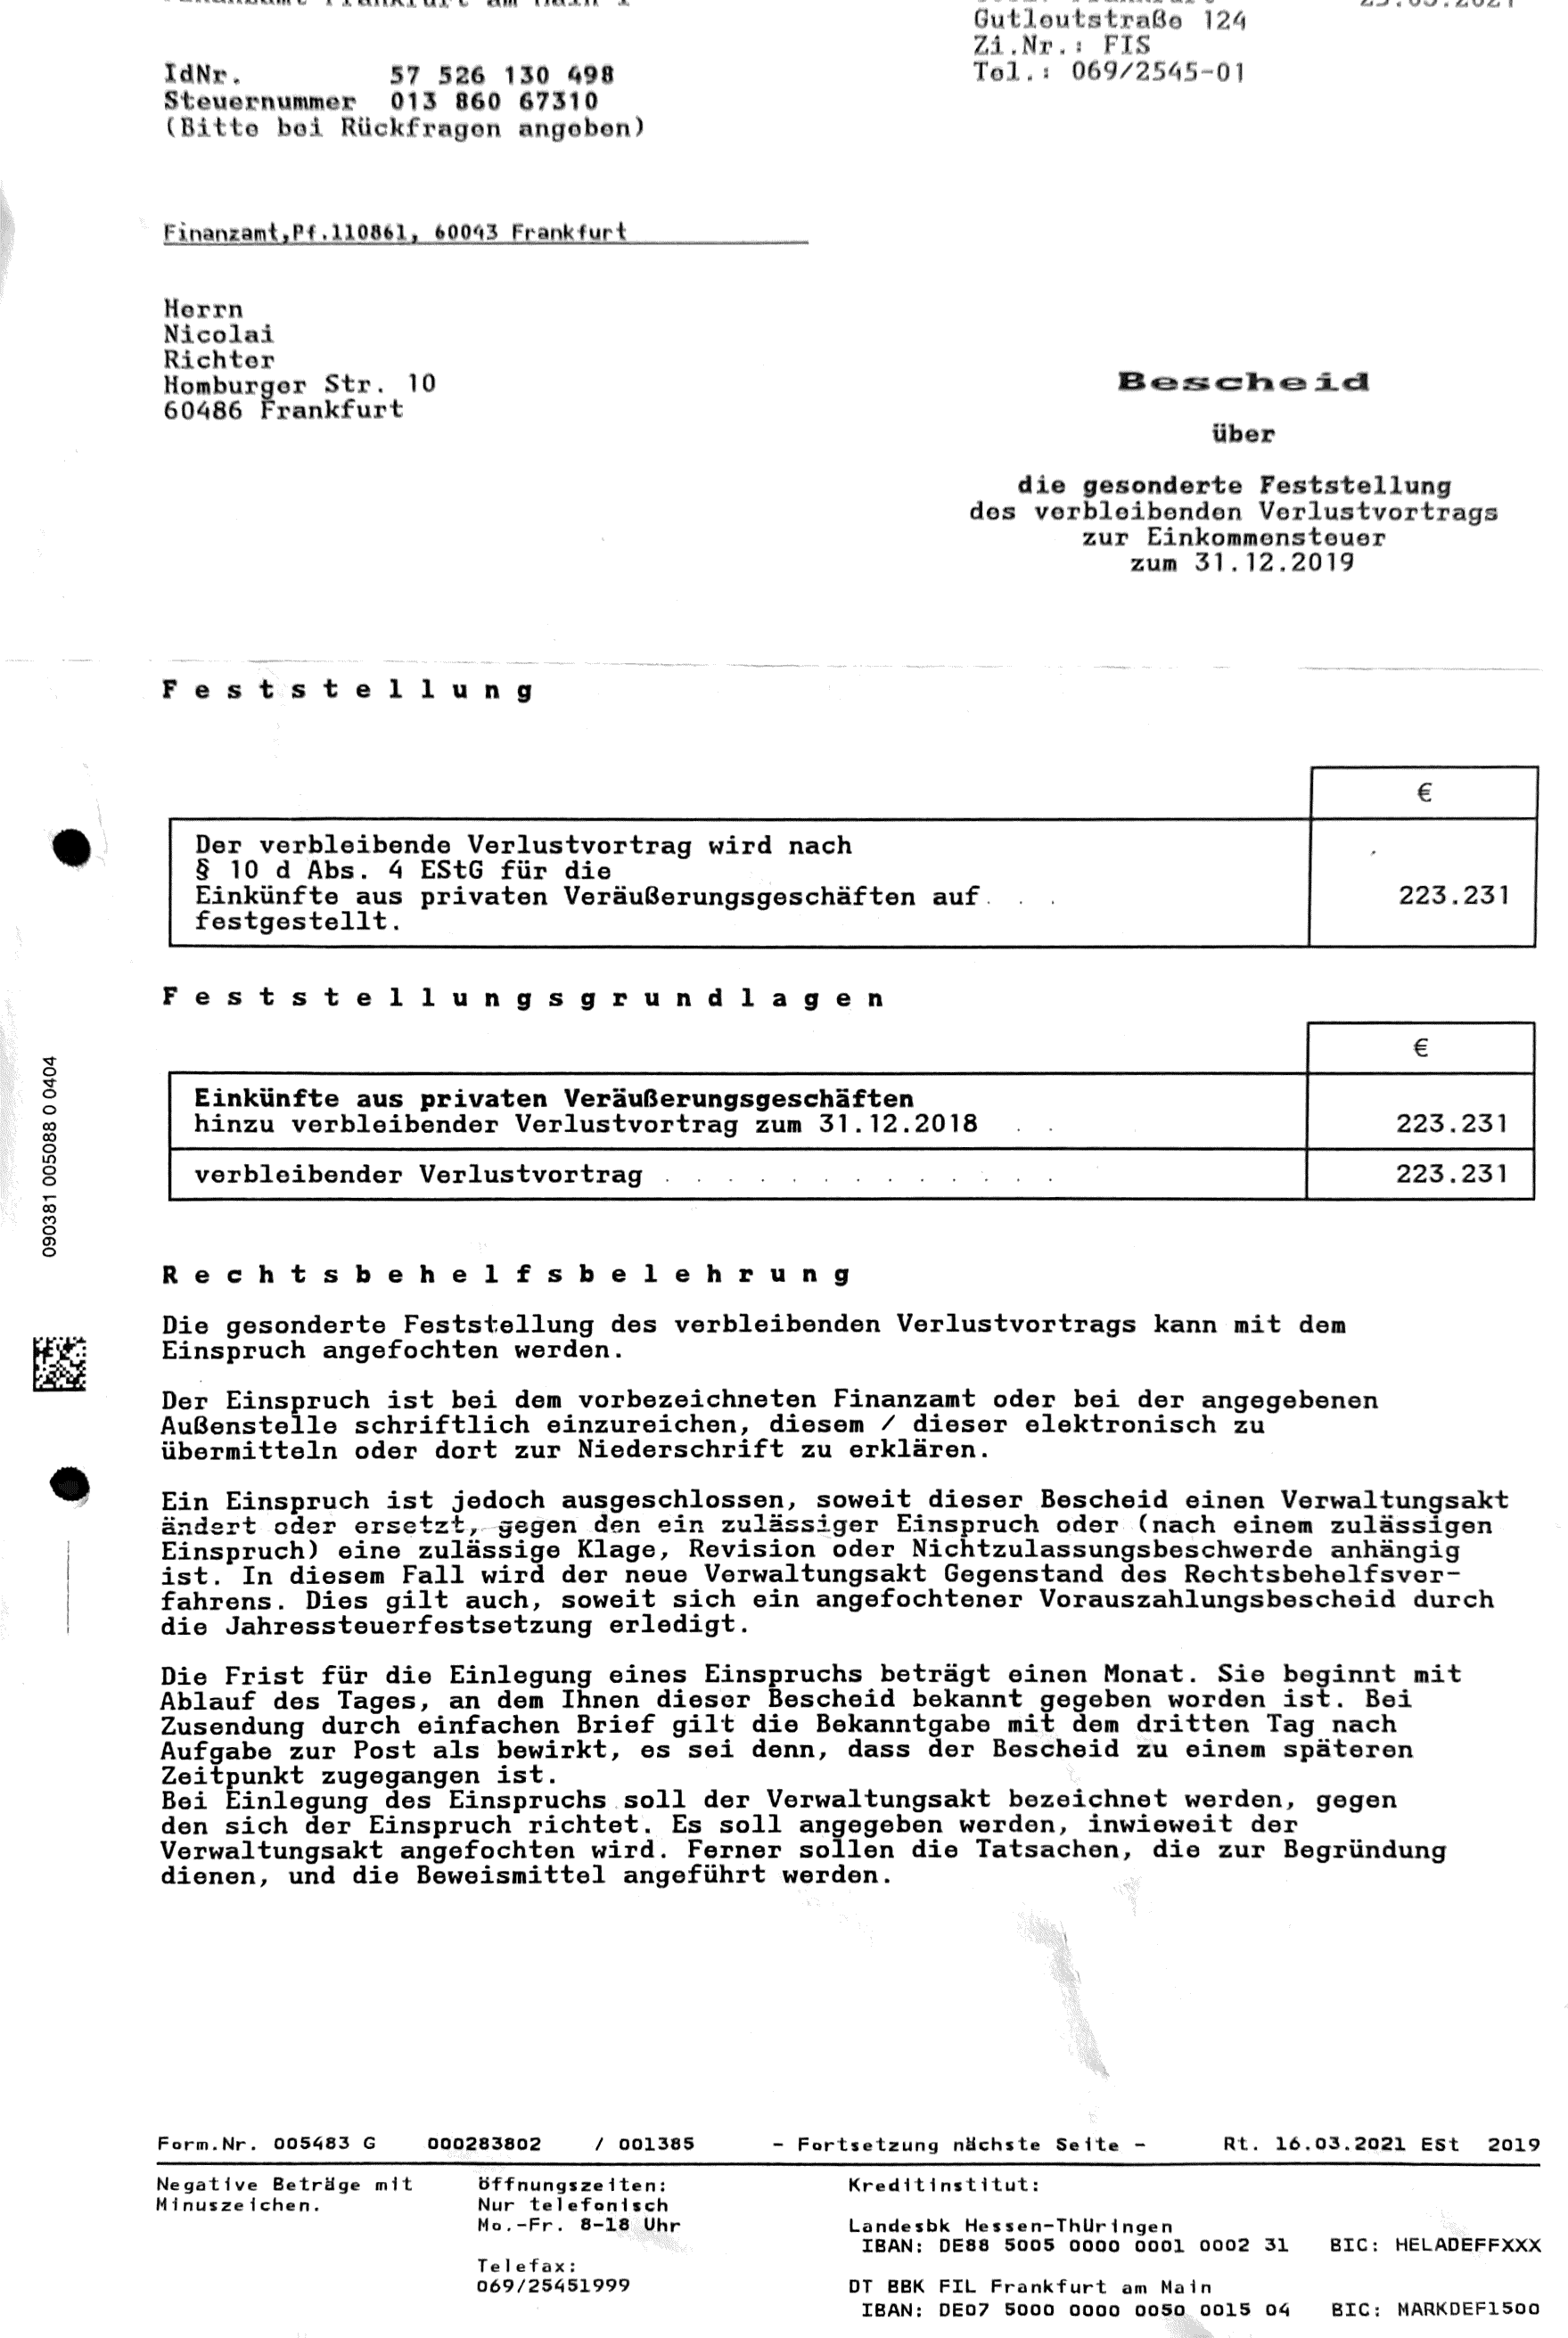 Finanzamt Frankfurt am Main
Gutleutstraße 124
Zi.Nr.: FIS
Tel.: 069/2545-01
IdNr. 57 526 130 498
Steuernummer 013 860 67310
(Bitte bei Rückfragen angeben)
Finanzamt,Pf.110861, 60043 Frankfurt
Herrn
Nicolai
Richter
Homburger Str. 10
60486 Frankfurt
Bescheid
über
die gesonderte Feststellung
des verbleibenden Verlustvortrags
zur Einkommensteuer
zum 31.12.2019
Feststellung
€
Der verbleibende Verlustvortrag wird nach
§ 10 d Abs. 4 EStG für die
Einkünfte aus privaten Veräußerungsgeschäften auf . . . 223.231
festgestellt.
Feststellungsgrundlagen
€
Einkünfte aus privaten Veräußerungsgeschäften
hinzu verbleibender Verlustvortrag zum 31.12.2018 . . 223.231
verbleibender Verlustvortrag . . . . . . . . . . . . . 223.231
090381 005088 0 0404
Rechtsbehelfsbelehrung
Die gesonderte Feststellung des verbleibenden Verlustvortrags kann mit dem
Einspruch angefochten werden.
Der Einspruch ist bei dem vorbezeichneten Finanzamt oder bei der angegebenen
Außenstelle schriftlich einzureichen, diesem / dieser elektronisch zu
übermitteln oder dort zur Niederschrift zu erklären.
Ein Einspruch ist jedoch ausgeschlossen, soweit dieser Bescheid einen Verwaltungsakt
ändert oder ersetzt, gegen den ein zulässiger Einspruch oder (nach einem zulässigen
Einspruch) eine zulässige Klage, Revision oder Nichtzulassungsbeschwerde anhängig
ist. In diesem Fall wird der neue Verwaltungsakt Gegenstand des Rechtsbehelfsver-
fahrens. Dies gilt auch, soweit sich ein angefochtener Vorauszahlungsbescheid durch
die Jahressteuerfestsetzung erledigt.
Die Frist für die Einlegung eines Einspruchs beträgt einen Monat. Sie beginnt mit
Ablauf des Tages, an dem Ihnen dieser Bescheid bekannt gegeben worden ist. Bei
Zusendung durch einfachen Brief gilt die Bekanntgabe mit dem dritten Tag nach
Aufgabe zur Post als bewirkt, es sei denn, dass der Bescheid zu einem späteren
Zeitpunkt zugegangen ist.
Bei Einlegung des Einspruchs soll der Verwaltungsakt bezeichnet werden, gegen
den sich der Einspruch richtet. Es soll angegeben werden, inwieweit der
Verwaltungsakt angefochten wird. Ferner sollen die Tatsachen, die zur Begründung
dienen, und die Beweismittel angeführt werden.
Form.Nr. 005483 G 000283802 / 001385 - Fortsetzung nächste Seite - Rt. 16.03.2021 ESt 2019
Negative Beträge mit
Minuszeichen.
Öffnungszeiten:
Nur telefonisch
Mo.-Fr. 8-18 Uhr
Telefax:
069/25451999
Kreditinstitut:
Landesbk Hessen-Thüringen
IBAN: DE88 5005 0000 0001 0002 31 BIC: HELADEFFXXX
DT BBK FIL Frankfurt am Main
IBAN: DE07 5000 0000 0050 0015 04 BIC: MARKDEF1500